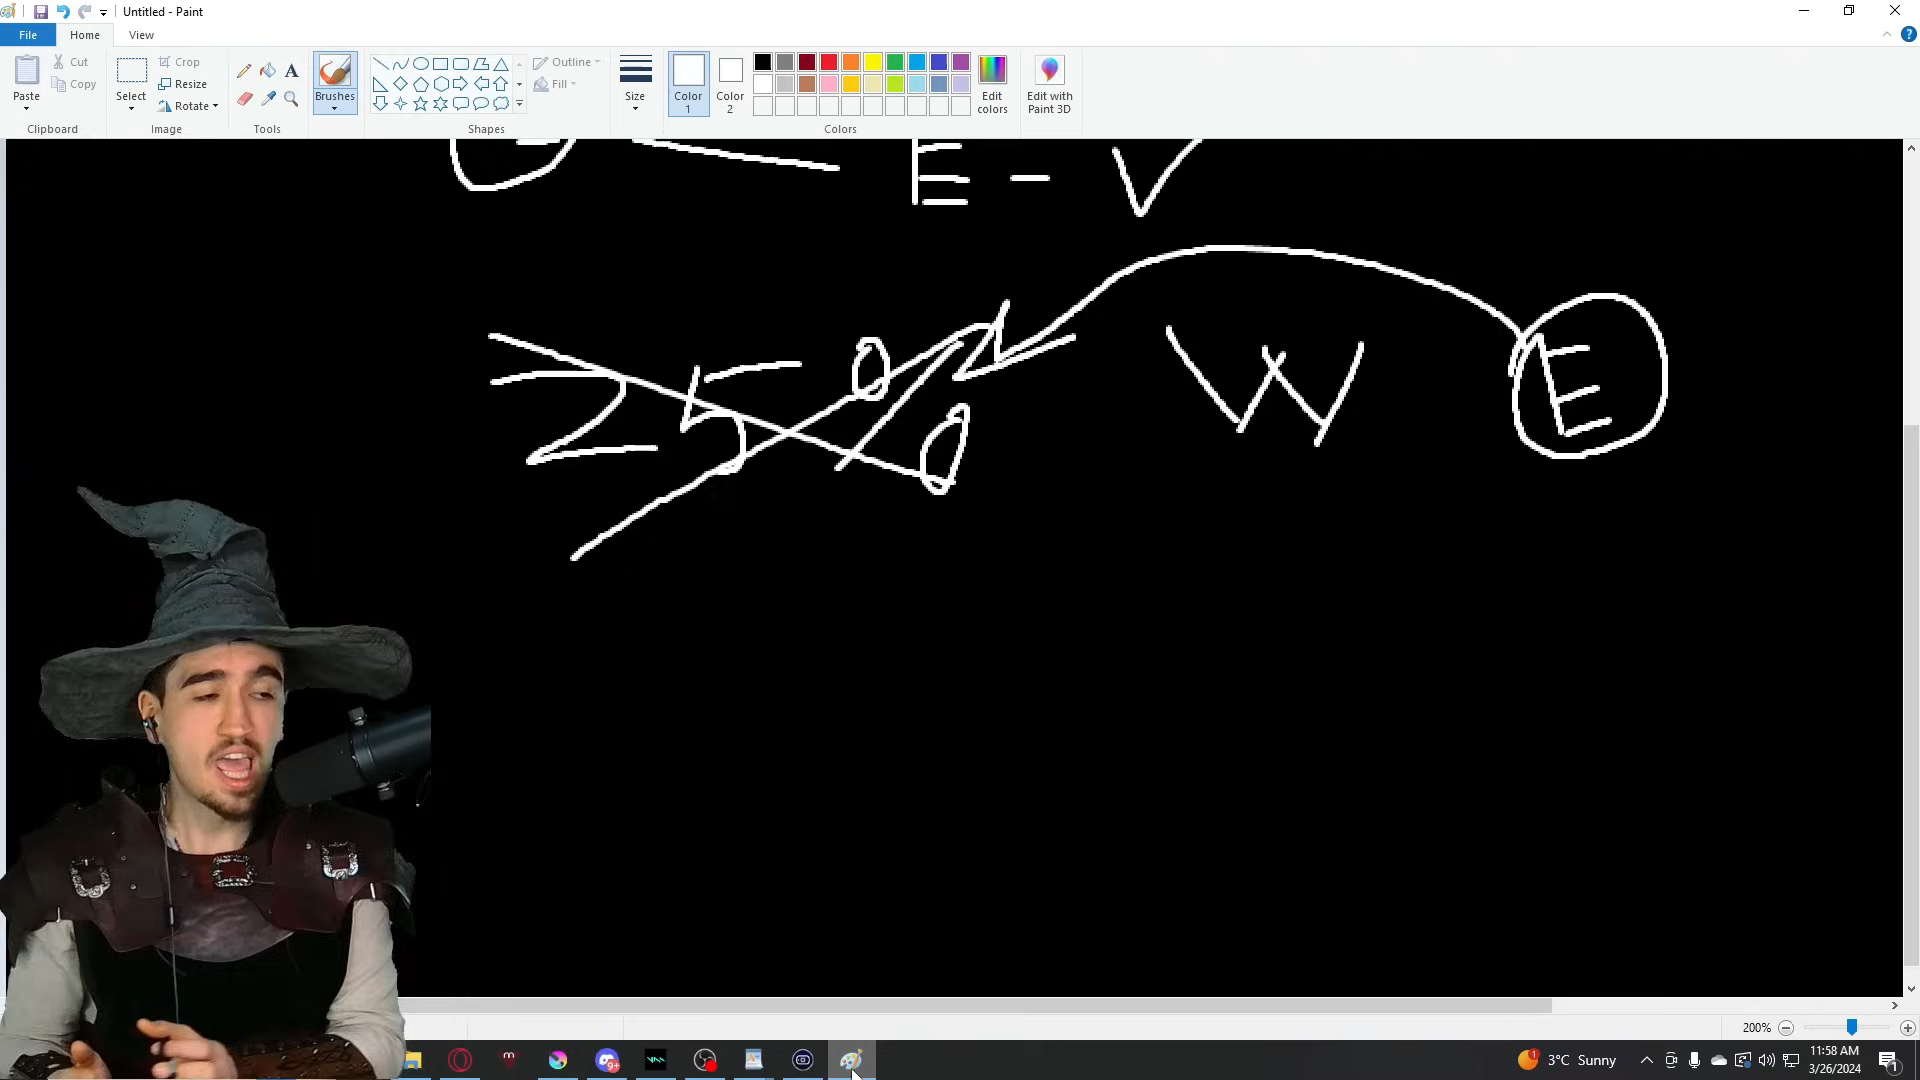 Untitled - Paint
File Home View
Cut
Copy
Paste
Clipboard
Crop
Resize
Rotate
Select
Image
Tools
Brushes
Shapes
Outline
Fill
Size
Color 1
Color 2
Colors
Edit colors
Edit with Paint 3D
E - V
25% W E
200%
9+
3°C Sunny
11:58 AM
3/26/2024
1